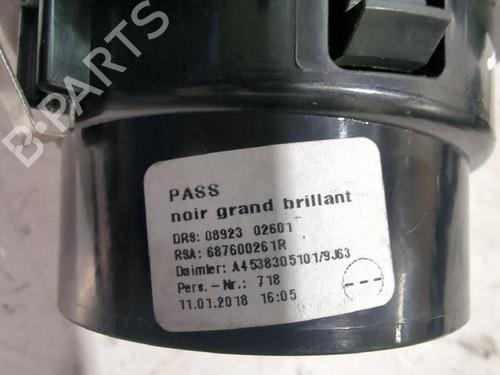 PASS
noir grand brillant
DRS: 08923 02601
RSA: 687600261R
Daimler: A4538305101/9J63
Pers.-Nr.: 718
11.01.2018 16:05
B-PARTS